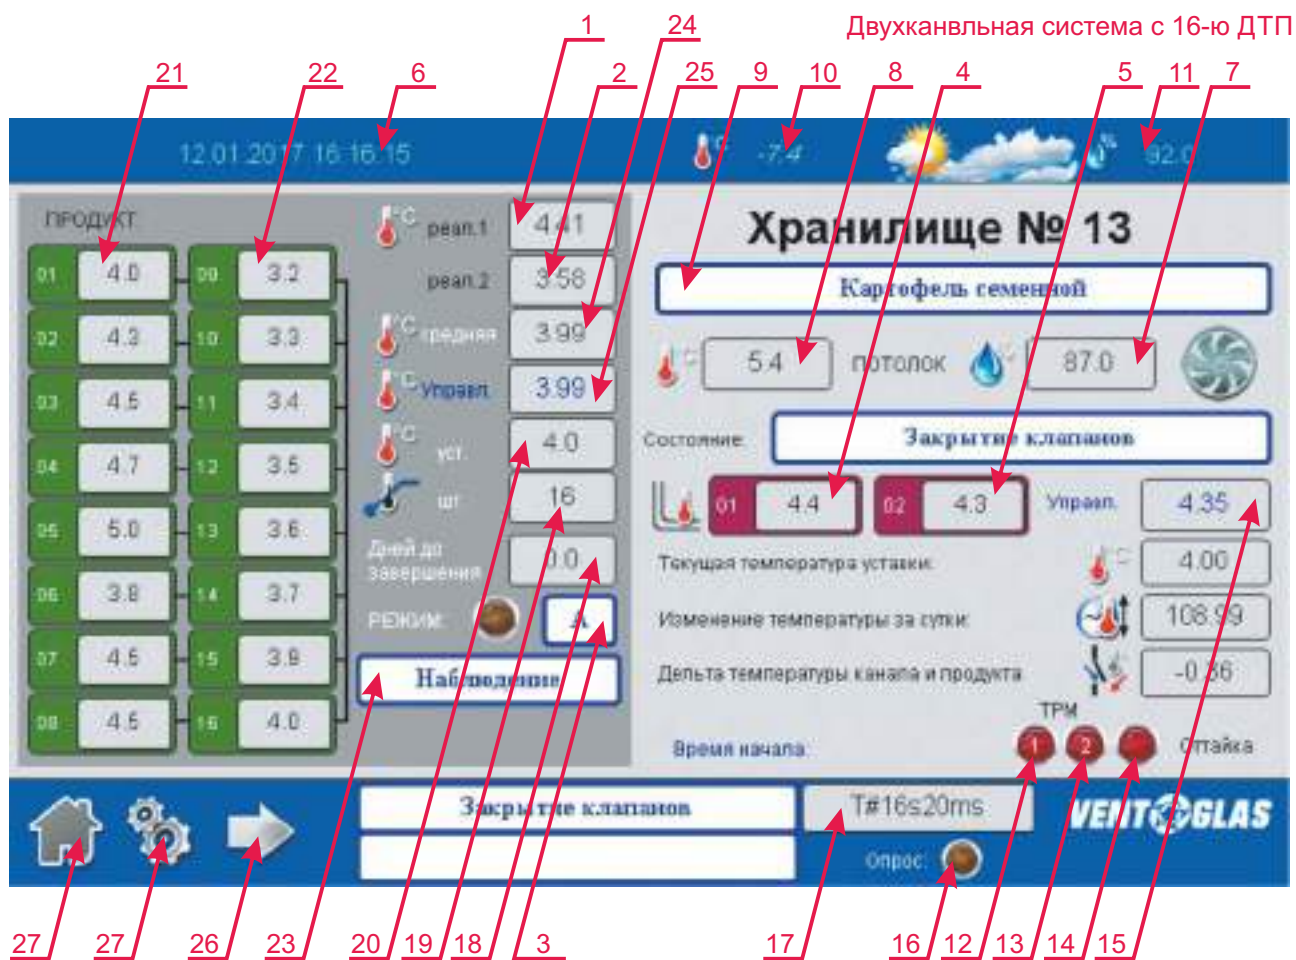 1 24 Двухканвльная система с 16-ю ДТП
21 22 6 2 25 9 10 8 4 5 11 7
12.01.2017 16:16:15 °C -7.4 % 92.0
ПРОДУКТ
01 4.0 09 3.2
02 4.3 10 3.3
03 4.5 11 3.4
04 4.7 12 3.5
05 5.0 13 3.6
06 3.8 14 3.7
07 4.5 15 3.9
08 4.5 16 4.0
°C реал.1 4.41
реал.2 3.58
°C средняя 3.99
°C Управл. 3.99
°C уст. 4.0
шт 16
Дней до
завершения 0.0
РЕЖИМ: А
Наблюдение
Хранилище № 13
Картофель семенной
°C 5.4 ПОТОЛОК 87.0
Состояние: Закрытие клапанов
01 4.4 02 4.3 Управл. 4.35
Текущая температура уставки: °C 4.00
Изменение температуры за сутки: 108.99
Дельта температуры канала и продукта -0.36
ТРМ
Время начала: 1 2 Оттайка
Закрытие клапанов T#16s20ms VENTOGLAS
Опрос:
27 27 26 23 20 19 18 3 17 16 12 13 14 15